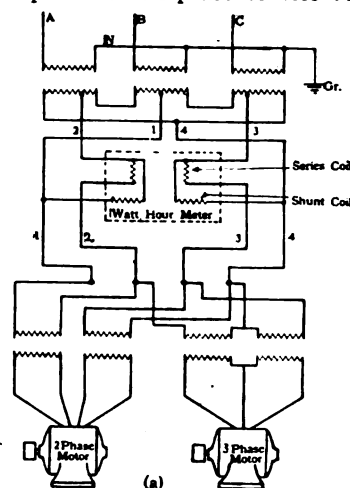 A B C
N
Gr.
2 1 4 3
Series Coil
Shunt Coil
Watt Hour Meter
1 2 3 4
2 Phase
Motor
3 Phase
Motor
(a)